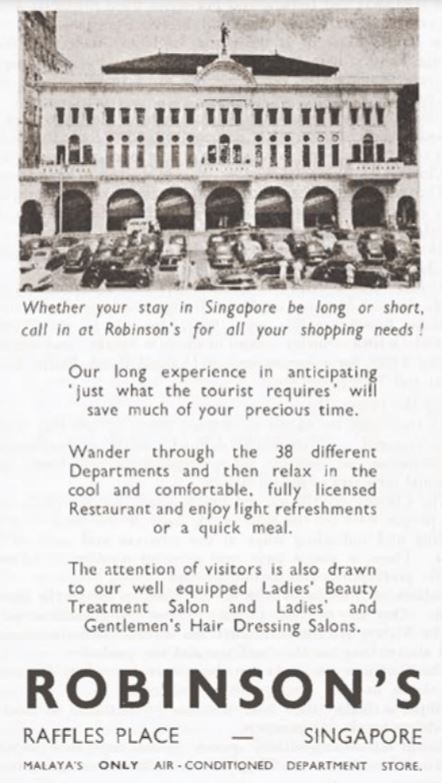 Whether your stay in Singapore be long or short,
call in at Robinson's for all your shopping needs!
Our long experience in anticipating
'just what the tourist requires' will
save much of your precious time.
Wander through the 38 different
Departments and then relax in the
cool and comfortable, fully licensed
Restaurant and enjoy light refreshments
or a quick meal.
The attention of visitors is also drawn
to our well equipped Ladies' Beauty
Treatment Salon and Ladies' and
Gentlemen's Hair Dressing Salons.
ROBINSON'S
RAFFLES PLACE — SINGAPORE
MALAYA'S ONLY AIR-CONDITIONED DEPARTMENT STORE.